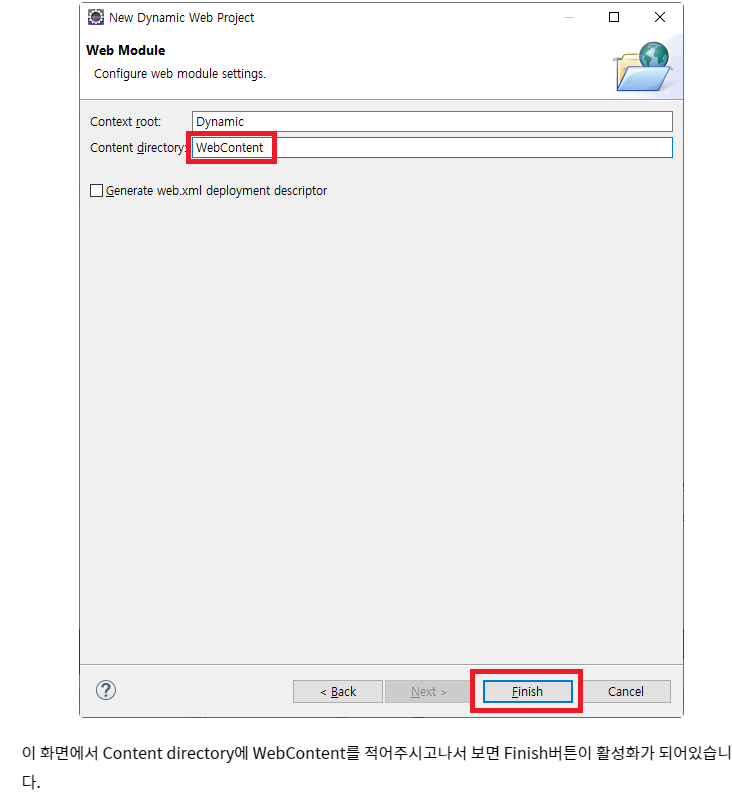 New Dynamic Web Project
Web Module
Configure web module settings.
Context root:
Dynamic
Content directory:
WebContent
Generate web.xml deployment descriptor
?
< Back
Next >
Finish
Cancel
이 화면에서 Content directory에 WebContent를 적어주시고나서 보면 Finish버튼이 활성화가 되어있습니
다.